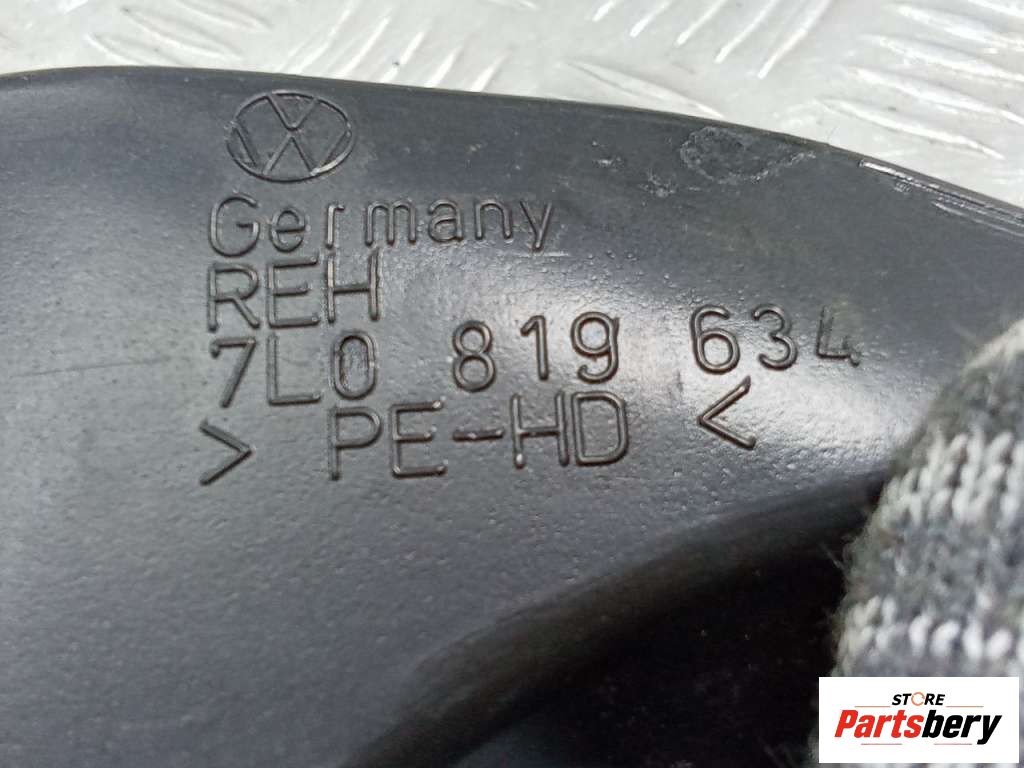 Germany
REH
7L0 819 634
> PE-HD <
STORE
Partsbery